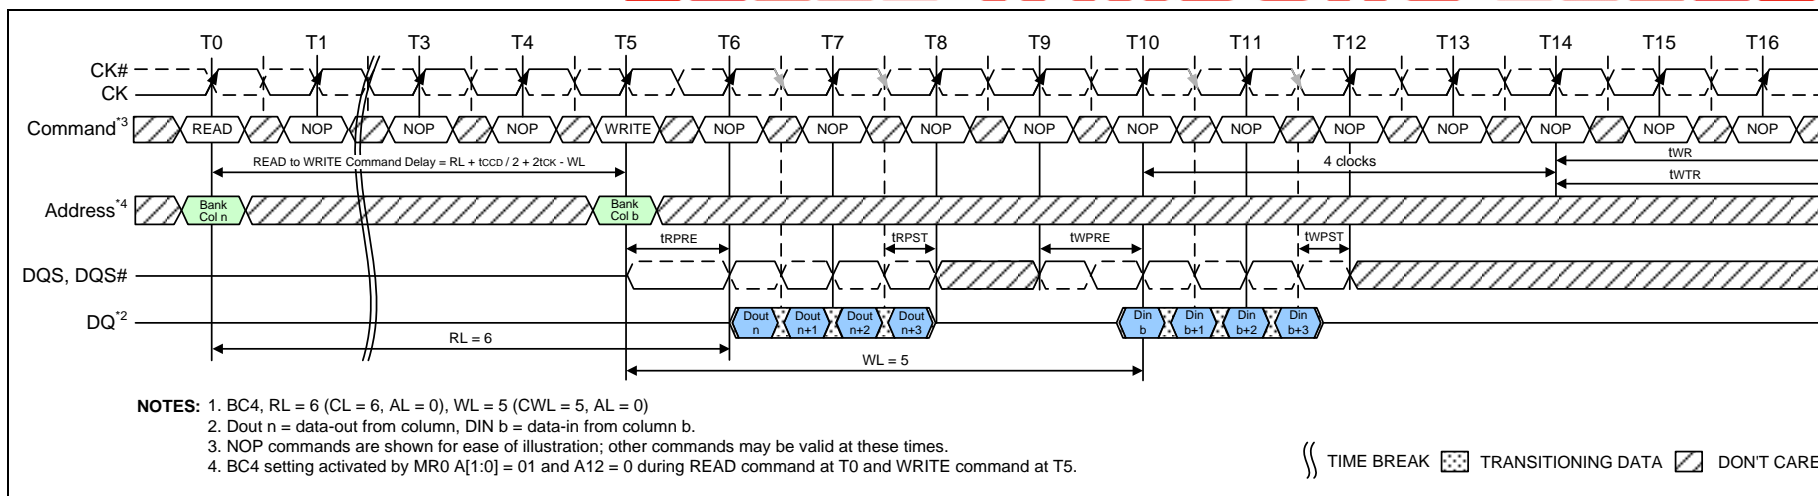 T0 T1 T3 T4 T5 T6 T7 T8 T9 T10 T11 T12 T13 T14 T15 T16
CK#
CK
Command*3 READ NOP NOP NOP WRITE NOP NOP NOP NOP NOP NOP NOP NOP NOP NOP NOP
READ to WRITE Command Delay = RL + tCCD / 2 + 2tCK - WL
4 clocks
tWR
tWTR
Address*4
Bank Col n
Bank Col b
tRPRE tRPST tWPRE tWPST
DQS, DQS#
DQ*2
Dout n
Dout n+1
Dout n+2
Dout n+3
Din b
Din b+1
Din b+2
Din b+3
RL = 6
WL = 5
NOTES: 1. BC4, RL = 6 (CL = 6, AL = 0), WL = 5 (CWL = 5, AL = 0)
2. Dout n = data-out from column, DIN b = data-in from column b.
3. NOP commands are shown for ease of illustration; other commands may be valid at these times.
4. BC4 setting activated by MR0 A[1:0] = 01 and A12 = 0 during READ command at T0 and WRITE command at T5.
TIME BREAK TRANSITIONING DATA DON'T CARE